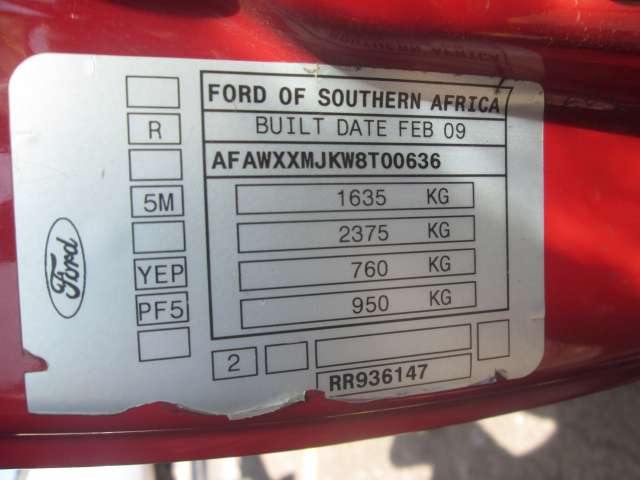 FORD OF SOUTHERN AFRICA
R
BUILT DATE FEB 09
AFAWXXMJKW8T00636
5M
1635 KG
2375 KG
YEP
760 KG
PF5
950 KG
Ford
2
RR936147